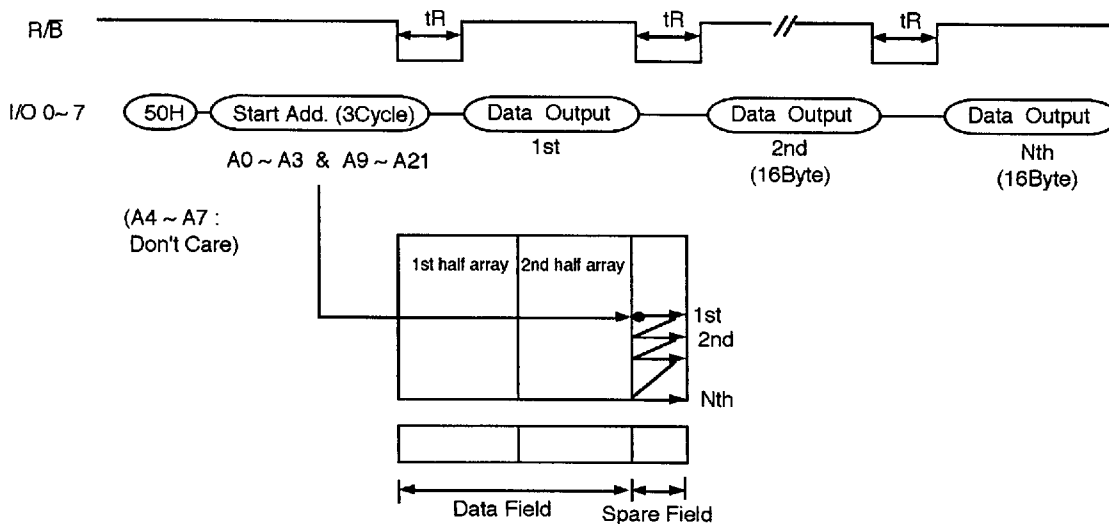 R/B̅
tR
tR
tR
I/O 0~ 7
50H
Start Add. (3Cycle)
Data Output
Data Output
Data Output
A0 ~ A3 & A9 ~ A21
1st
2nd
(16Byte)
Nth
(16Byte)
(A4 ~ A7 :
Don't Care)
1st half array
2nd half array
1st
2nd
Nth
Data Field
Spare Field